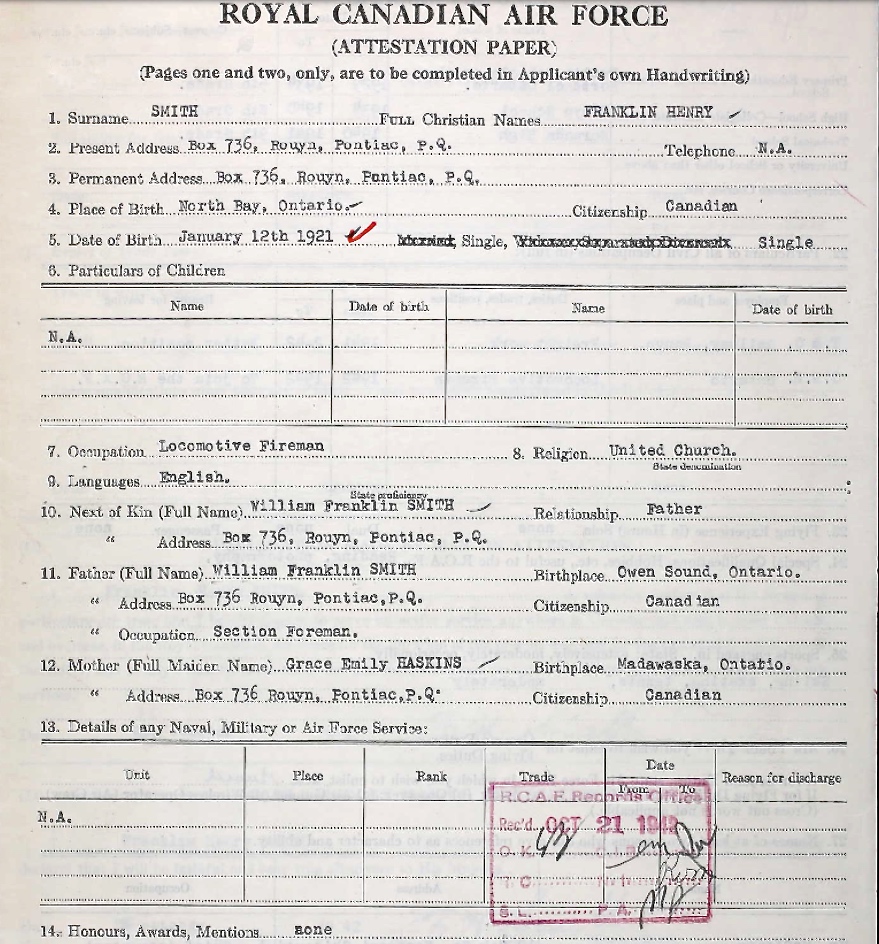 ROYAL CANADIAN AIR FORCE
(ATTESTATION PAPER)
(Pages one and two, only, are to be completed in Applicant's own Handwriting)
1. Surname SMITH FULL Christian Names FRANKLIN HENRY
2. Present Address Box 736, Rouyn, Pontiac, P.Q. Telephone N.A.
3. Permanent Address Box 736, Rouyn, Pontiac, P.Q.
4. Place of Birth North Bay, Ontario. Citizenship Canadian
5. Date of Birth January 12th 1921 Married, Single, Widower, Separated, Divorced Single
6. Particulars of Children
Name Date of birth Name Date of birth
N.A.
7. Occupation Locomotive Fireman 8. Religion United Church.
State denomination
9. Languages English.
State proficiency
10. Next of Kin (Full Name) William Franklin SMITH Relationship Father
" Address Box 736, Rouyn, Pontiac, P.Q.
11. Father (Full Name) William Franklin SMITH Birthplace Owen Sound, Ontario.
" Address Box 736 Rouyn, Pontiac,P.Q. Citizenship Canadian
" Occupation Section Foreman.
12. Mother (Full Maiden Name) Grace Emily HASKINS Birthplace Madawaska, Ontario.
" Address Box 736 Rouyn, Pontiac,P.Q. Citizenship Canadian
13. Details of any Naval, Military or Air Force Service:
Unit Place Rank Trade Date Reason for discharge
From To
N.A.
R.C.A.F. Records Office
Rec'd OCT 21 1942
O.K.
S.L. P.A.
14. Honours, Awards, Mentions none